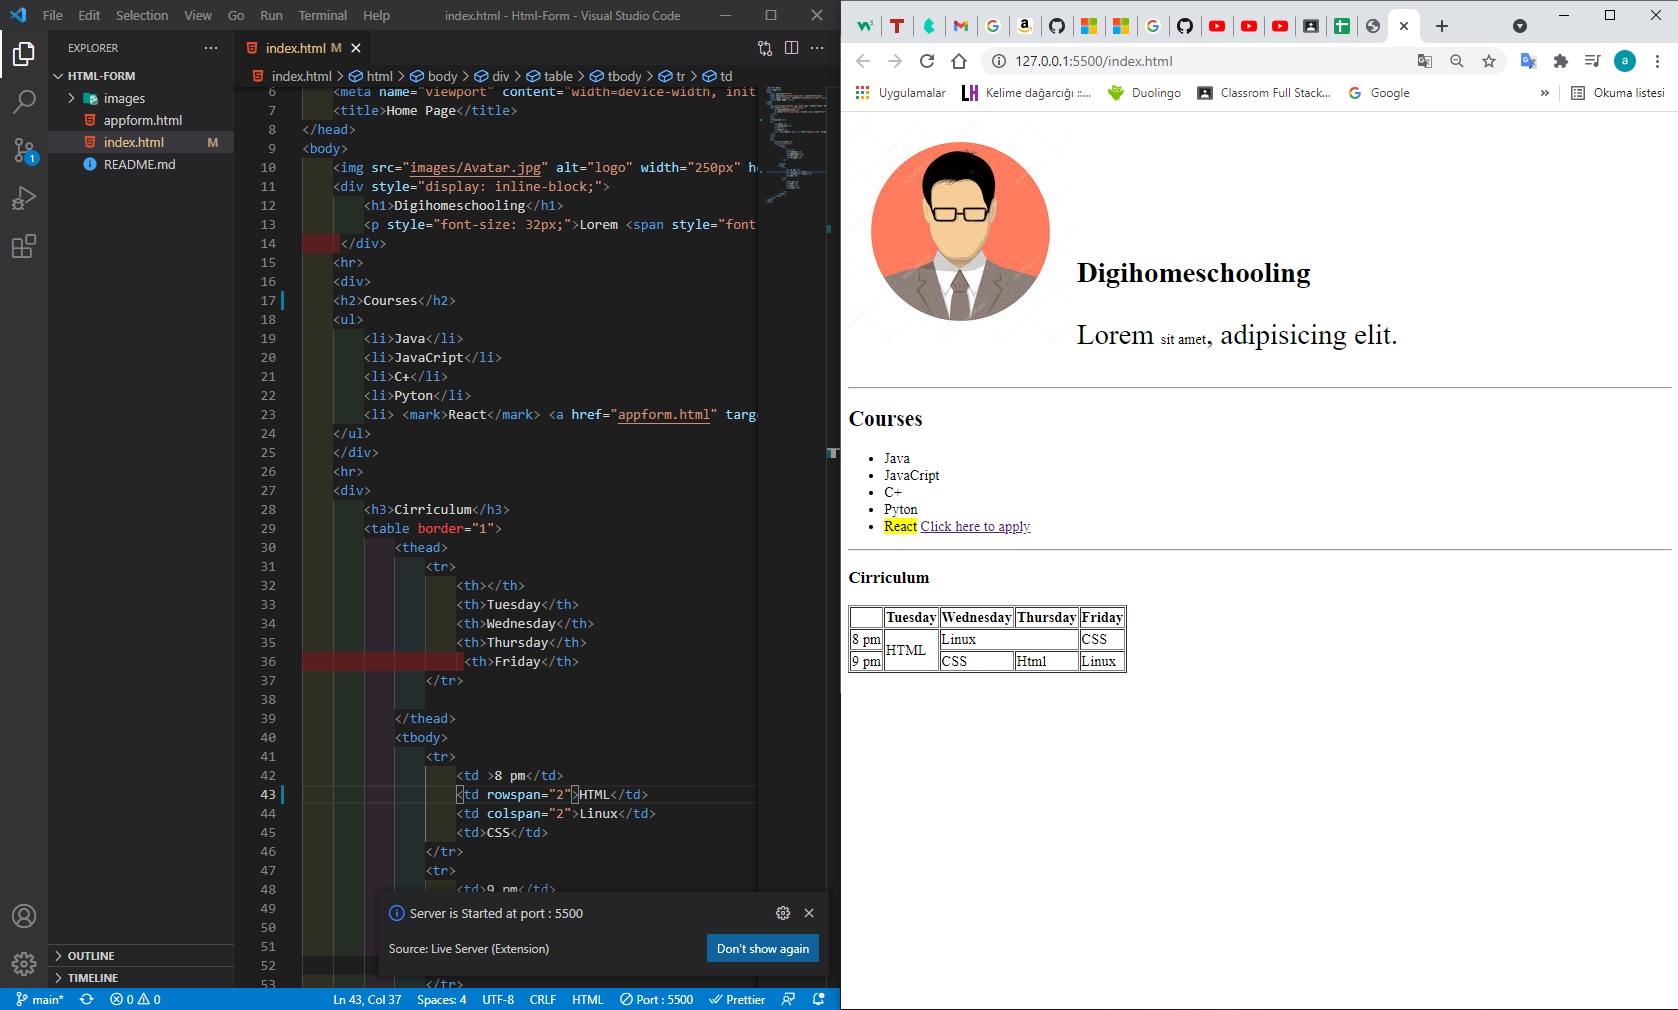 File Edit Selection View Go Run Terminal Help index.html - Html-Form - Visual Studio Code
EXPLORER
HTML-FORM
images
appform.html
index.html M
README.md
OUTLINE
TIMELINE
1
index.html M
index.html > html > body > div > table > tbody > tr > td
6 <meta name="viewport" content="width=device-width, init
7 <title>Home Page</title>
8 </head>
9 <body>
10 <img src="images/Avatar.jpg" alt="logo" width="250px" he
11 <div style="display: inline-block;">
12 <h1>Digihomeschooling</h1>
13 <p style="font-size: 32px;">Lorem <span style="font
14 </div>
15 <hr>
16 <div>
17 <h2>Courses</h2>
18 <ul>
19 <li>Java</li>
20 <li>JavaCript</li>
21 <li>C+</li>
22 <li>Pyton</li>
23 <li> <mark>React</mark> <a href="appform.html" targe
24 </ul>
25 </div>
26 <hr>
27 <div>
28 <h3>Cirriculum</h3>
29 <table border="1">
30 <thead>
31 <tr>
32 <th></th>
33 <th>Tuesday</th>
34 <th>Wednesday</th>
35 <th>Thursday</th>
36 <th>Friday</th>
37 </tr>
38
39 </thead>
40 <tbody>
41 <tr>
42 <td >8 pm</td>
43 <td rowspan="2">HTML</td>
44 <td colspan="2">Linux</td>
45 <td>CSS</td>
46 </tr>
47 <tr>
48 <td>9 pm</td>
49
50
51
52
53 </tr>
Server is Started at port : 5500
Source: Live Server (Extension)
Don't show again
main* 0 0 Ln 43, Col 37 Spaces: 4 UTF-8 CRLF HTML Port : 5500 Prettier
127.0.0.1:5500/index.html
a
Uygulamalar LH Kelime dağarcığı ::... Duolingo Classrom Full Stack... Google » Okuma listesi
Digihomeschooling
Lorem sit amet, adipisicing elit.
Courses
Java
JavaCript
C+
Pyton
React Click here to apply
Cirriculum
Tuesday Wednesday Thursday Friday
8 pm HTML Linux CSS
9 pm CSS Html Linux